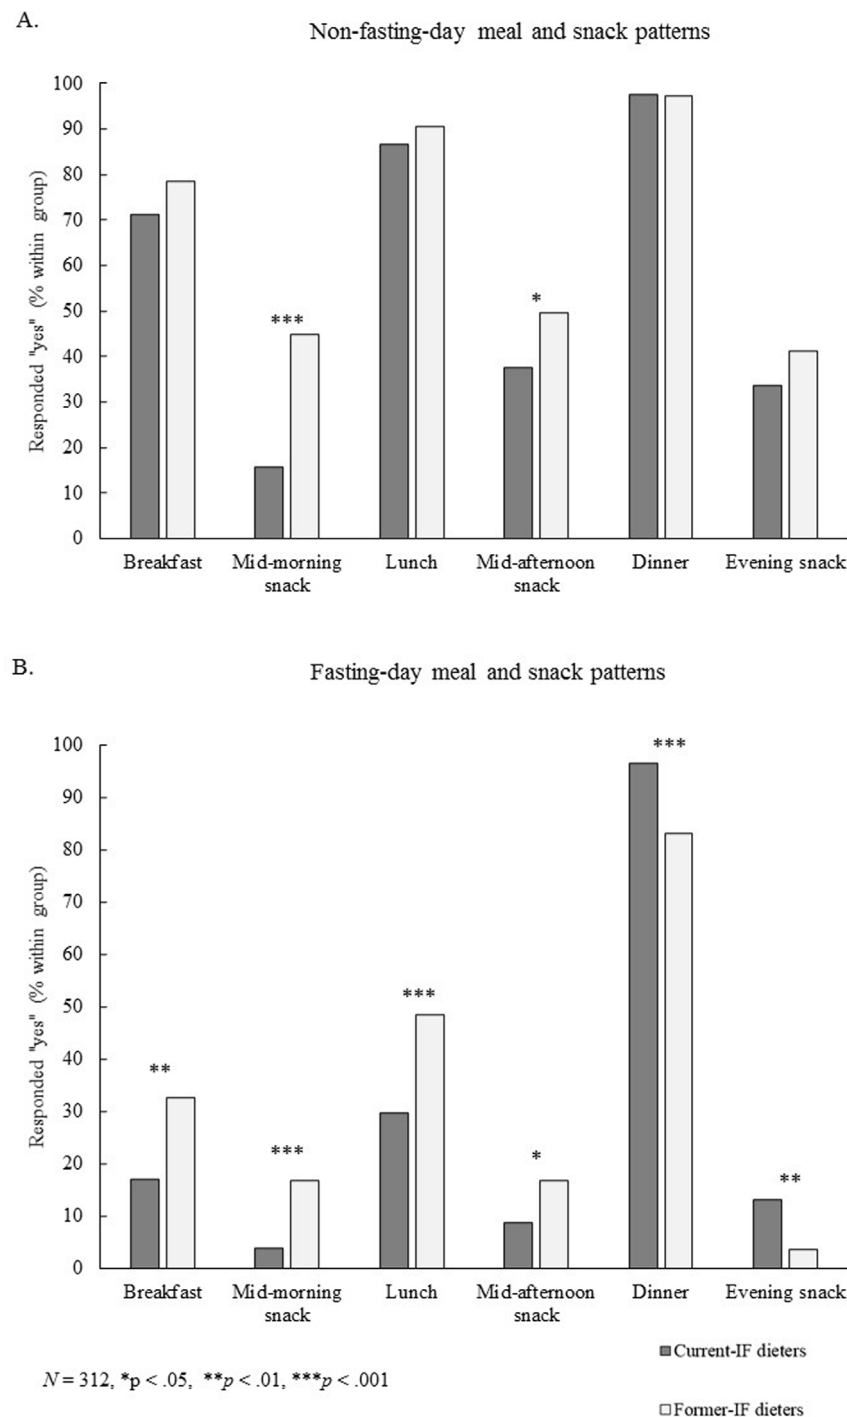 A.
Non-fasting-day meal and snack patterns
Responded "yes" (% within group)
100
90
80
70
60
50
40
30
20
10
0
***
*
Breakfast Mid-morning snack Lunch Mid-afternoon snack Dinner Evening snack
B.
Fasting-day meal and snack patterns
Responded "yes" (% within group)
100
90
80
70
60
50
40
30
20
10
0
**
***
***
*
***
**
Breakfast Mid-morning snack Lunch Mid-afternoon snack Dinner Evening snack
Current-IF dieters
N = 312, *p < .05, **p < .01, ***p < .001
Former-IF dieters